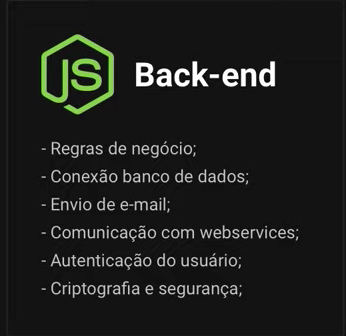 JS Back-end
- Regras de negócio;
- Conexão banco de dados;
- Envio de e-mail;
- Comunicação com webservices;
- Autenticação do usuário;
- Criptografia e segurança;